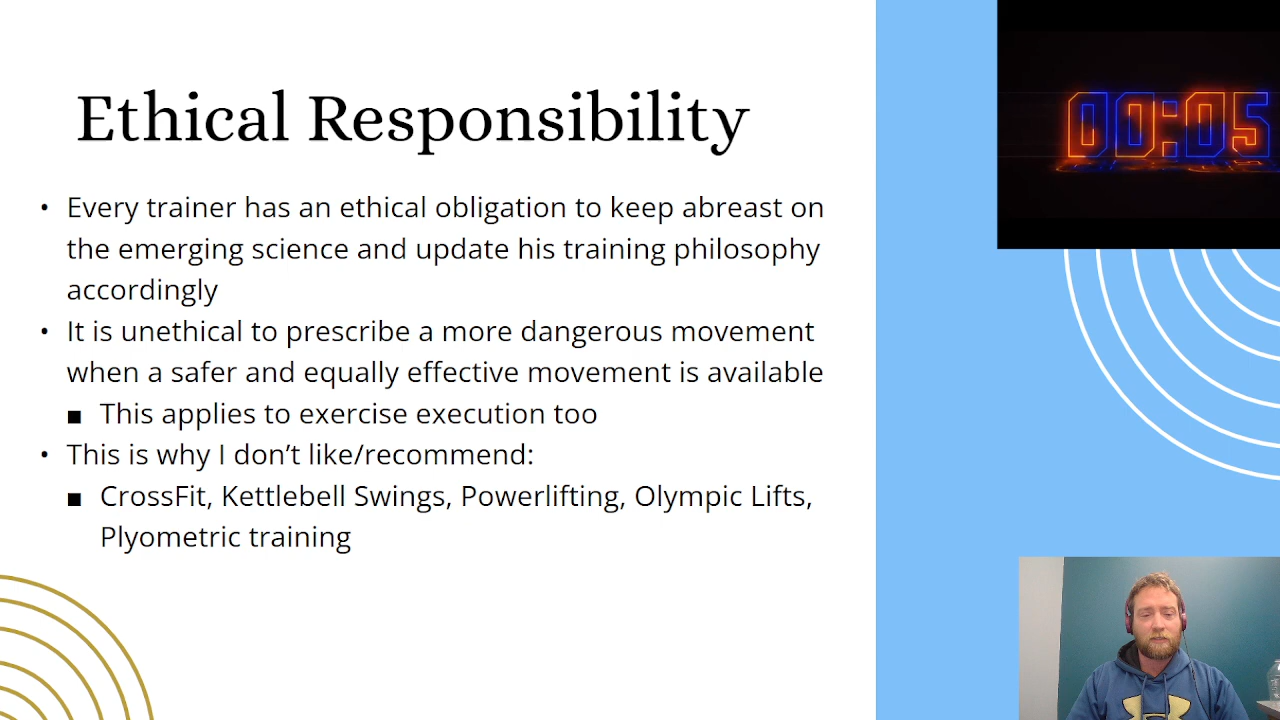 Ethical Responsibility
• Every trainer has an ethical obligation to keep abreast on
the emerging science and update his training philosophy
accordingly
• It is unethical to prescribe a more dangerous movement
when a safer and equally effective movement is available
■ This applies to exercise execution too
• This is why I don’t like/recommend:
■ CrossFit, Kettlebell Swings, Powerlifting, Olympic Lifts,
Plyometric training
00:05